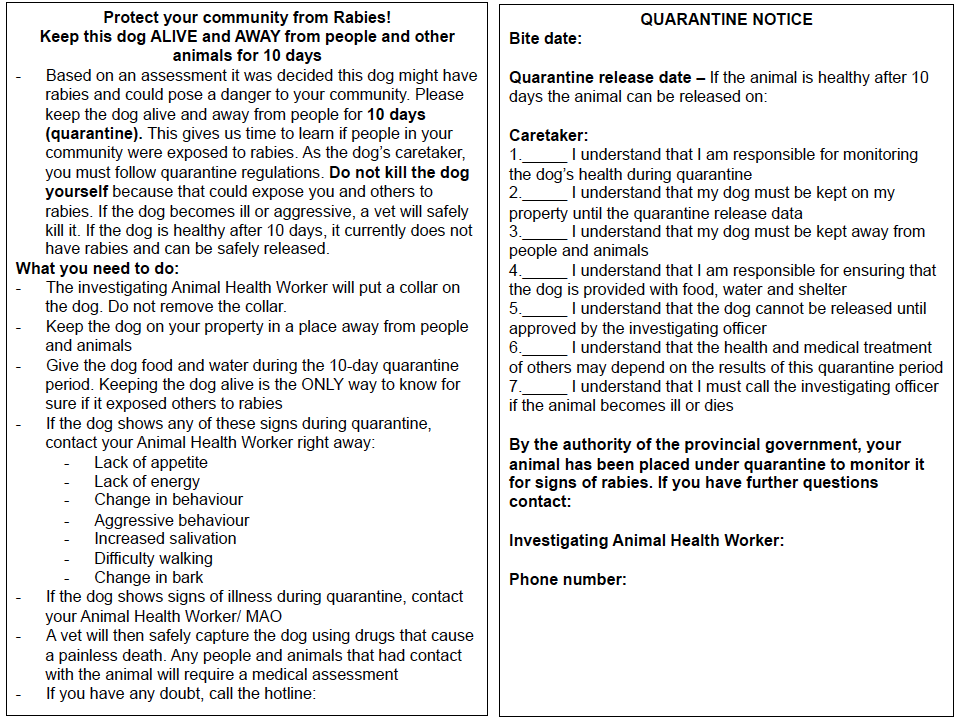 Protect your community from Rabies!
Keep this dog ALIVE and AWAY from people and other
animals for 10 days
- Based on an assessment it was decided this dog might have
rabies and could pose a danger to your community. Please
keep the dog alive and away from people for 10 days
(quarantine). This gives us time to learn if people in your
community were exposed to rabies. As the dog's caretaker,
you must follow quarantine regulations. Do not kill the dog
yourself because that could expose you and others to
rabies. If the dog becomes ill or aggressive, a vet will safely
kill it. If the dog is healthy after 10 days, it currently does not
have rabies and can be safely released.
What you need to do:
- The investigating Animal Health Worker will put a collar on
the dog. Do not remove the collar.
- Keep the dog on your property in a place away from people
and animals
- Give the dog food and water during the 10-day quarantine
period. Keeping the dog alive is the ONLY way to know for
sure if it exposed others to rabies
- If the dog shows any of these signs during quarantine,
contact your Animal Health Worker right away:
- Lack of appetite
- Lack of energy
- Change in behaviour
- Aggressive behaviour
- Increased salivation
- Difficulty walking
- Change in bark
- If the dog shows signs of illness during quarantine, contact
your Animal Health Worker/ MAO
- A vet will then safely capture the dog using drugs that cause
a painless death. Any people and animals that had contact
with the animal will require a medical assessment
- If you have any doubt, call the hotline:
QUARANTINE NOTICE
Bite date:
Quarantine release date – If the animal is healthy after 10
days the animal can be released on:
Caretaker:
1._____ I understand that I am responsible for monitoring
the dog's health during quarantine
2._____ I understand that my dog must be kept on my
property until the quarantine release data
3._____ I understand that my dog must be kept away from
people and animals
4._____ I understand that I am responsible for ensuring that
the dog is provided with food, water and shelter
5._____ I understand that the dog cannot be released until
approved by the investigating officer
6._____ I understand that the health and medical treatment
of others may depend on the results of this quarantine period
7._____ I understand that I must call the investigating officer
if the animal becomes ill or dies
By the authority of the provincial government, your
animal has been placed under quarantine to monitor it
for signs of rabies. If you have further questions
contact:
Investigating Animal Health Worker:
Phone number: